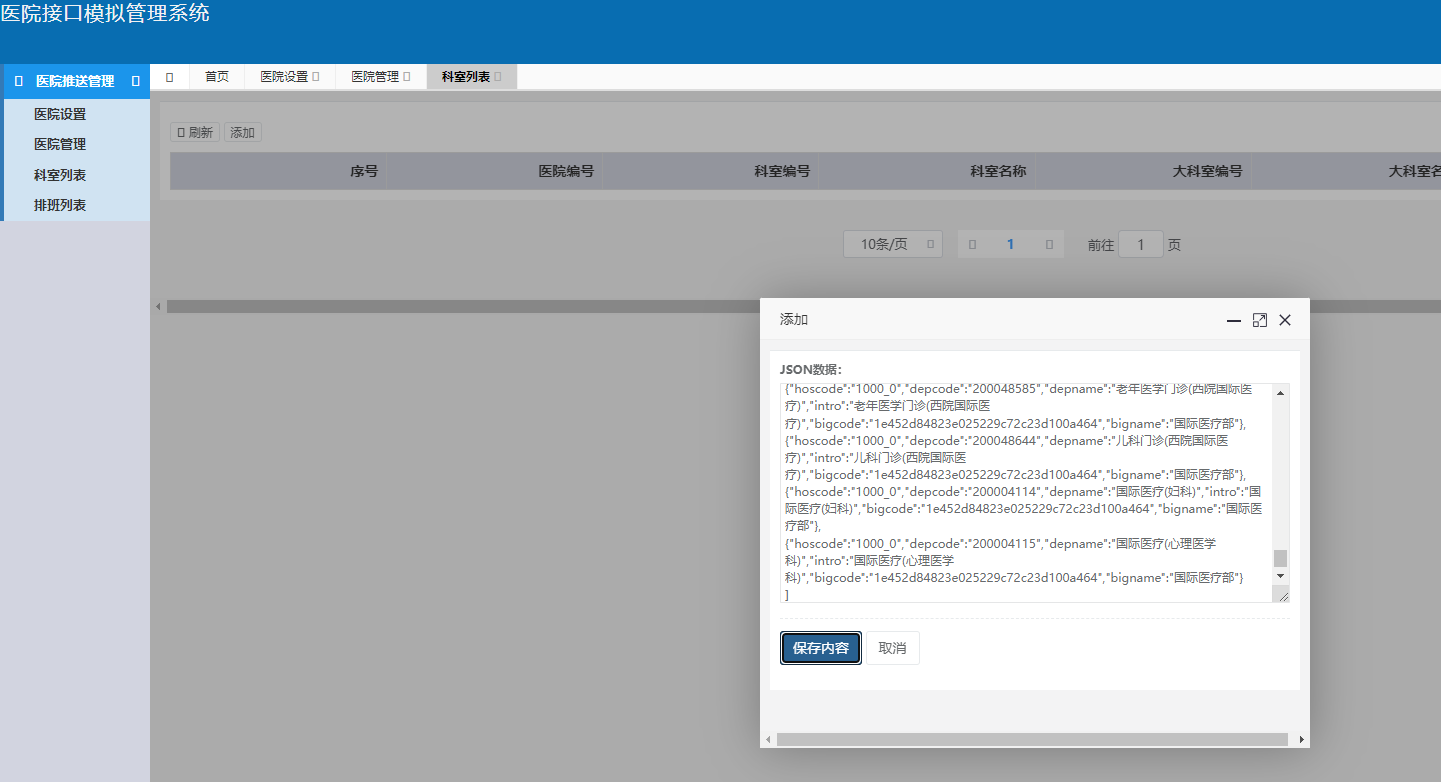 医院接口模拟管理系统
医院推送管理
医院设置
医院管理
科室列表
排班列表
首页 医院设置 医院管理 科室列表
刷新 添加
序号 医院编号 科室编号 科室名称 大科室编号 大科室名
10条/页 1 前往 1 页
添加
JSON数据：
{"hoscode":"1000_0","depcode":"200048585","depname":"老年医学门诊(西院国际医
疗)","intro":"老年医学门诊(西院国际医
疗)","bigcode":"1e452d84823e025229c72c23d100a464","bigname":"国际医疗部"},
{"hoscode":"1000_0","depcode":"200048644","depname":"儿科门诊(西院国际医
疗)","intro":"儿科门诊(西院国际医
疗)","bigcode":"1e452d84823e025229c72c23d100a464","bigname":"国际医疗部"},
{"hoscode":"1000_0","depcode":"200004114","depname":"国际医疗(妇科)","intro":"国
际医疗(妇科)","bigcode":"1e452d84823e025229c72c23d100a464","bigname":"国际医
疗部"},
{"hoscode":"1000_0","depcode":"200004115","depname":"国际医疗(心理医学
科)","intro":"国际医疗(心理医学
科)","bigcode":"1e452d84823e025229c72c23d100a464","bigname":"国际医疗部"}
]
保存内容 取消